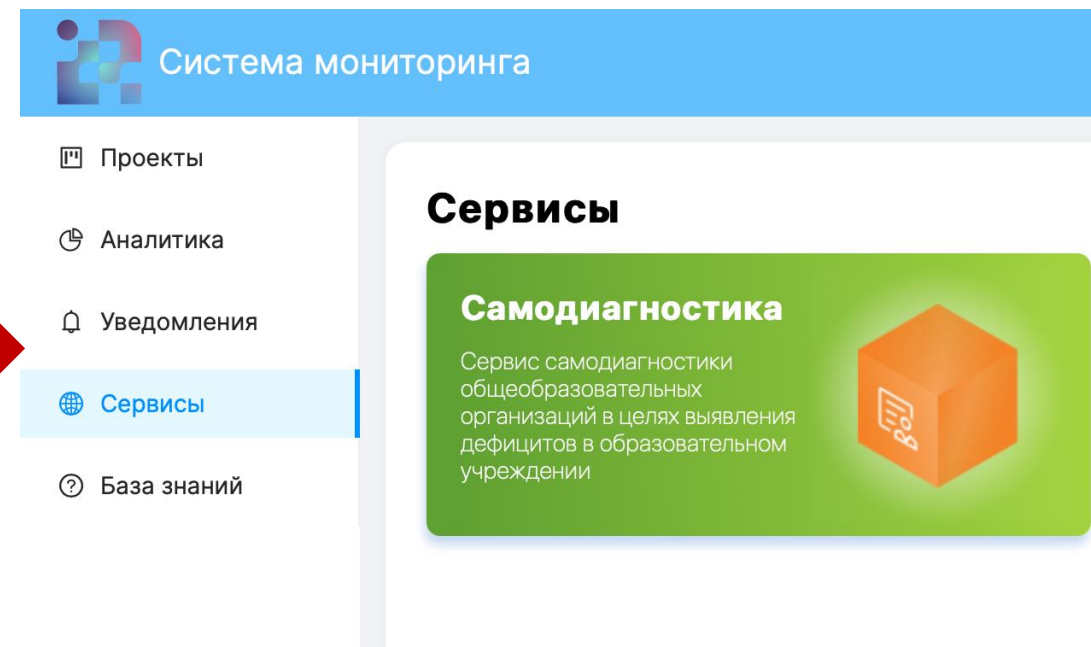 Система мониторинга
Проекты
Аналитика
Уведомления
Сервисы
База знаний
Сервисы
Самодиагностика
Сервис самодиагностики
общеобразовательных
организаций в целях выявления
дефицитов в образовательном
учреждении